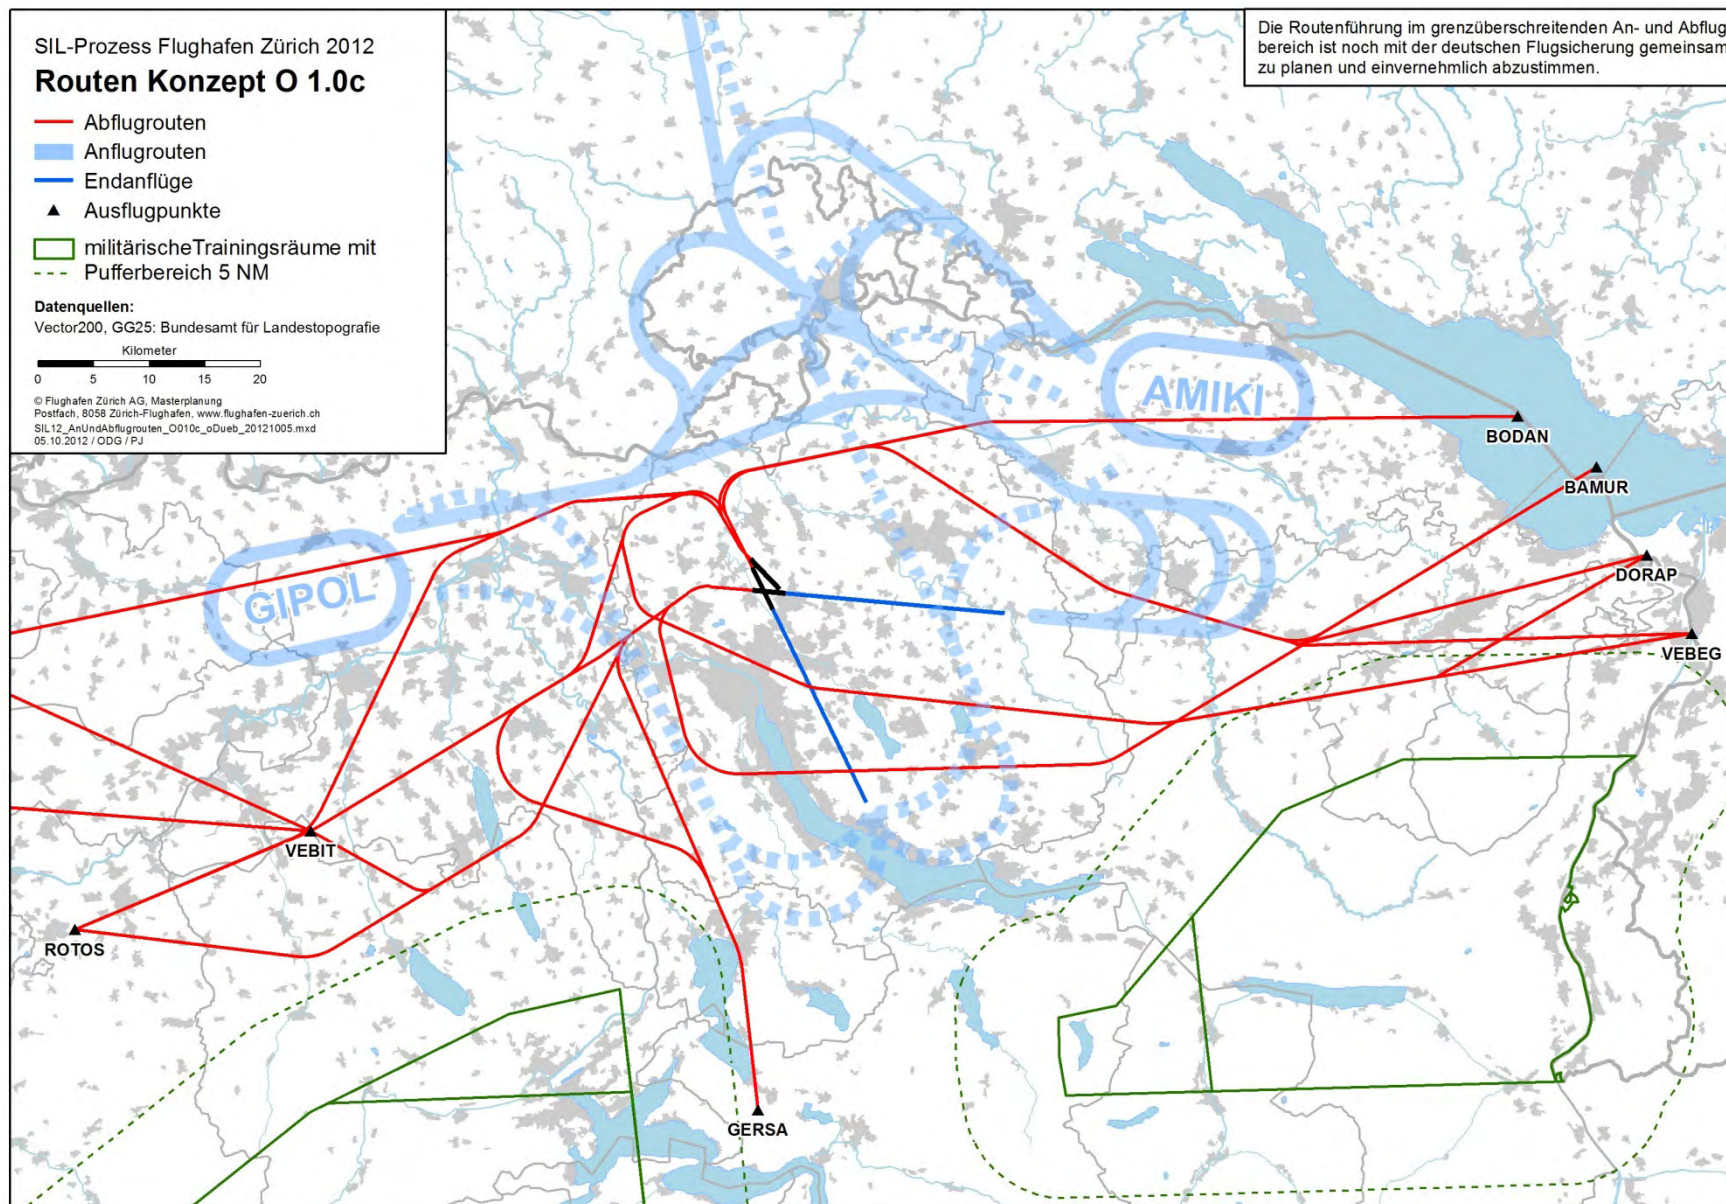 SIL-Prozess Flughafen Zürich 2012
Routen Konzept O 1.0c
Abflugrouten
Anflugrouten
Endanflüge
Ausflugpunkte
militärischeTrainingsräume mit
Pufferbereich 5 NM
Datenquellen:
Vector200, GG25: Bundesamt für Landestopografie
Kilometer
0 5 10 15 20
© Flughafen Zürich AG, Masterplanung
Postfach, 8058 Zürich-Flughafen, www.flughafen-zuerich.ch
SIL12_AnUndAbflugrouten_O010c_oDueb_20121005.mxd
05.10.2012 / ODG / PJ
Die Routenführung im grenzüberschreitenden An- und Abflug
bereich ist noch mit der deutschen Flugsicherung gemeinsam
zu planen und einvernehmlich abzustimmen.
AMIKI
BODAN
BAMUR
DORAP
GIPOL
VEBEG
VEBIT
ROTOS
GERSA